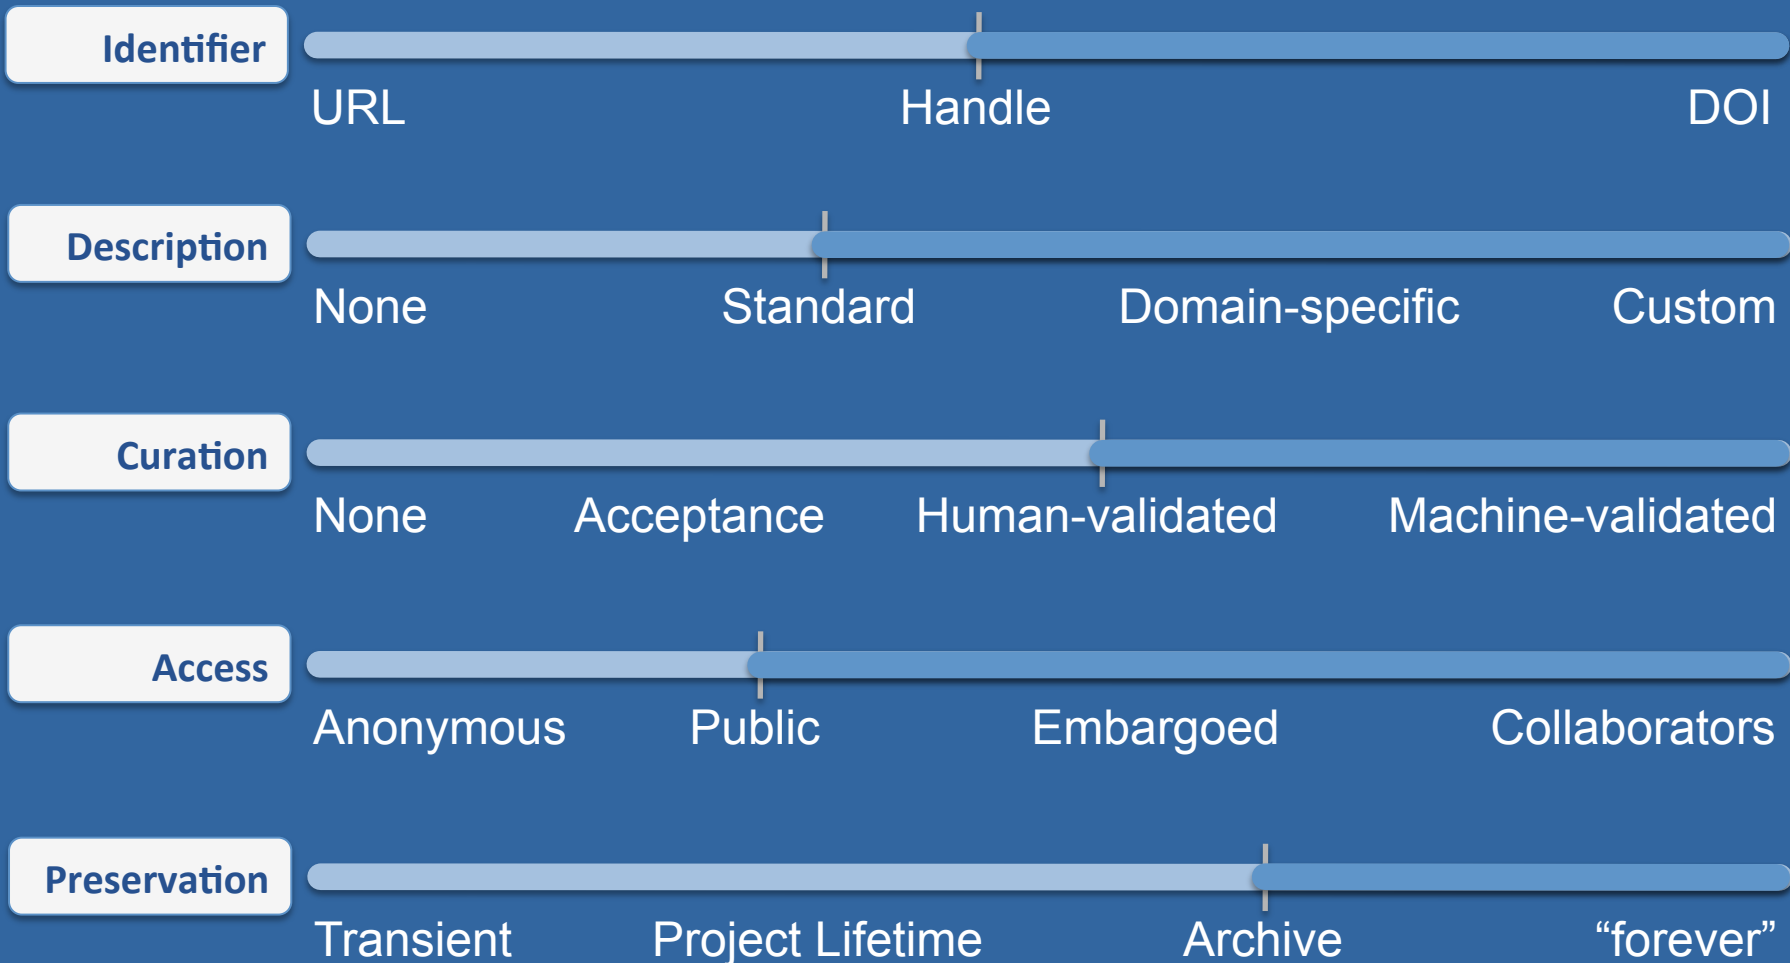 Identifier
URL Handle DOI
Description
None Standard Domain-specific Custom
Curation
None Acceptance Human-validated Machine-validated
Access
Anonymous Public Embargoed Collaborators
Preservation
Transient Project Lifetime Archive “forever”